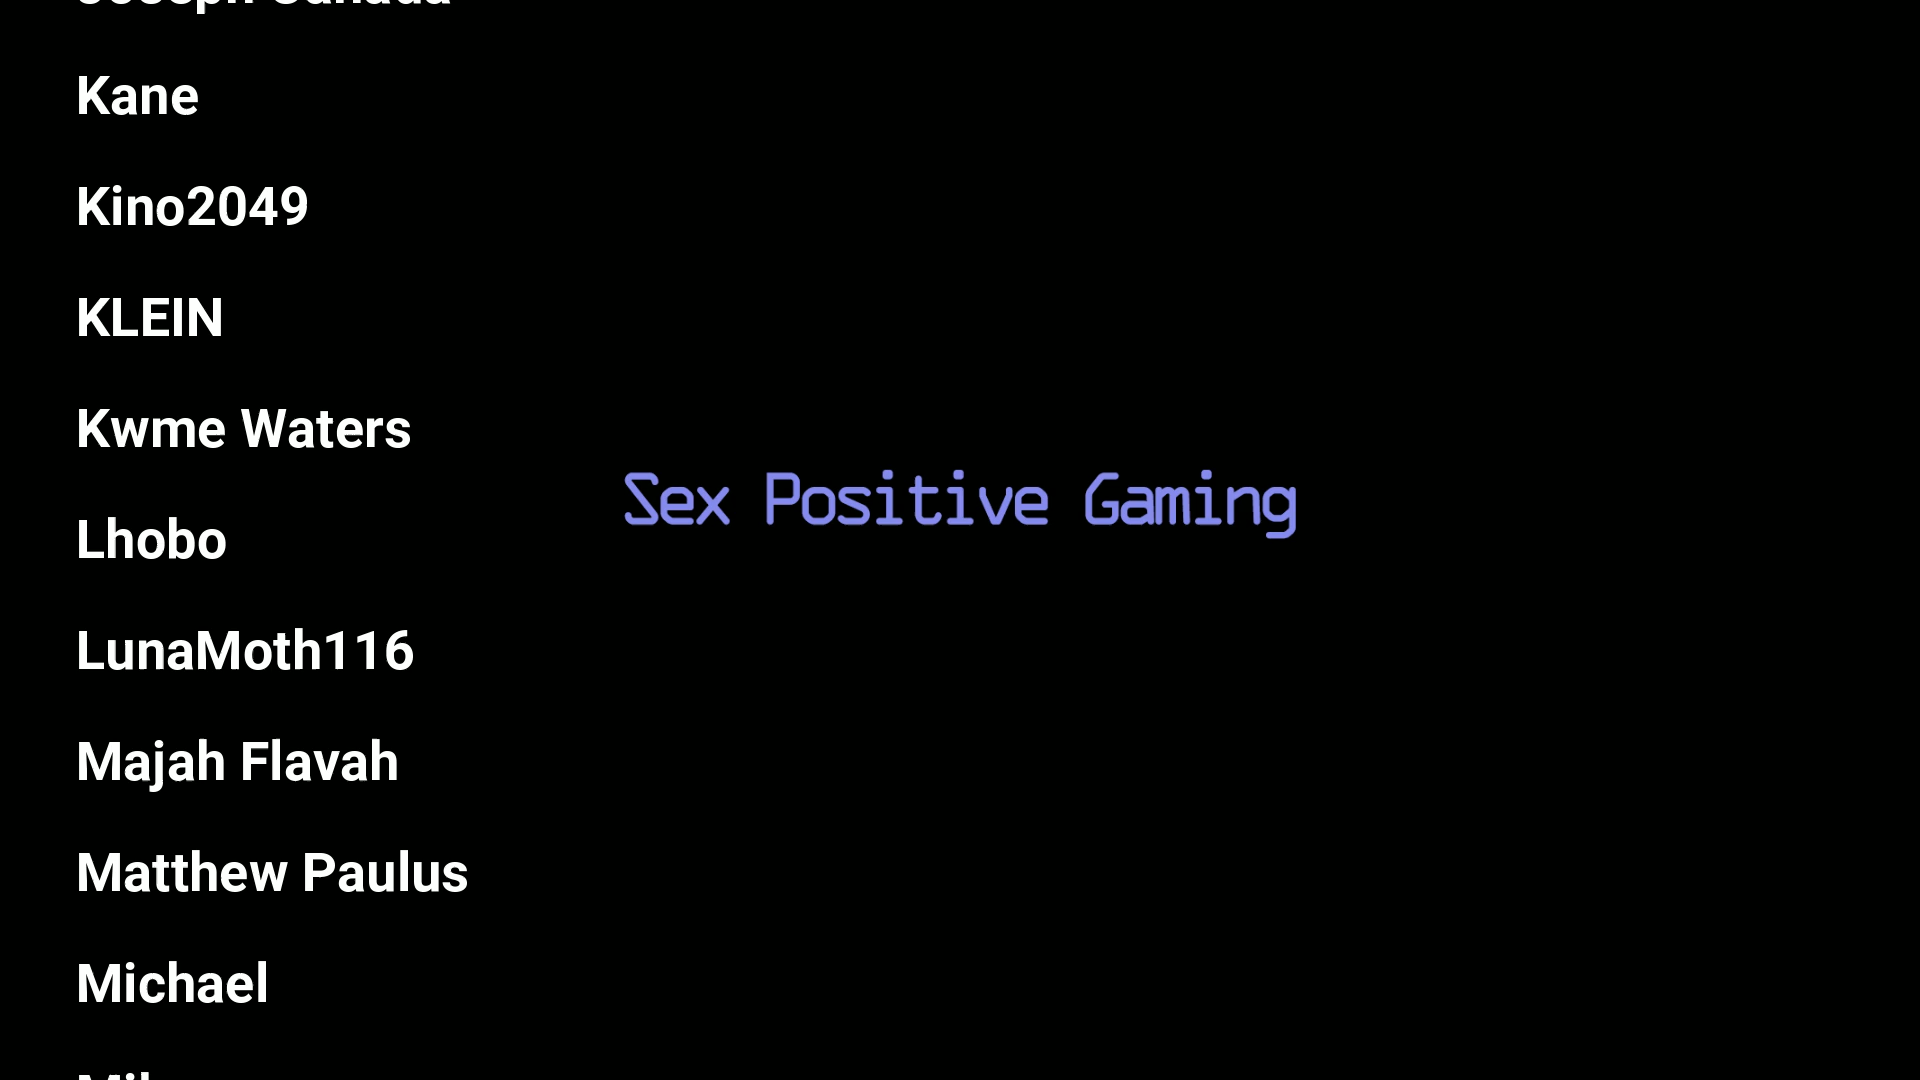 Kane
Kino2049
KLEIN
Kwme Waters
Sex Positive Gaming
Lhobo
LunaMoth116
Majah Flavah
Matthew Paulus
Michael